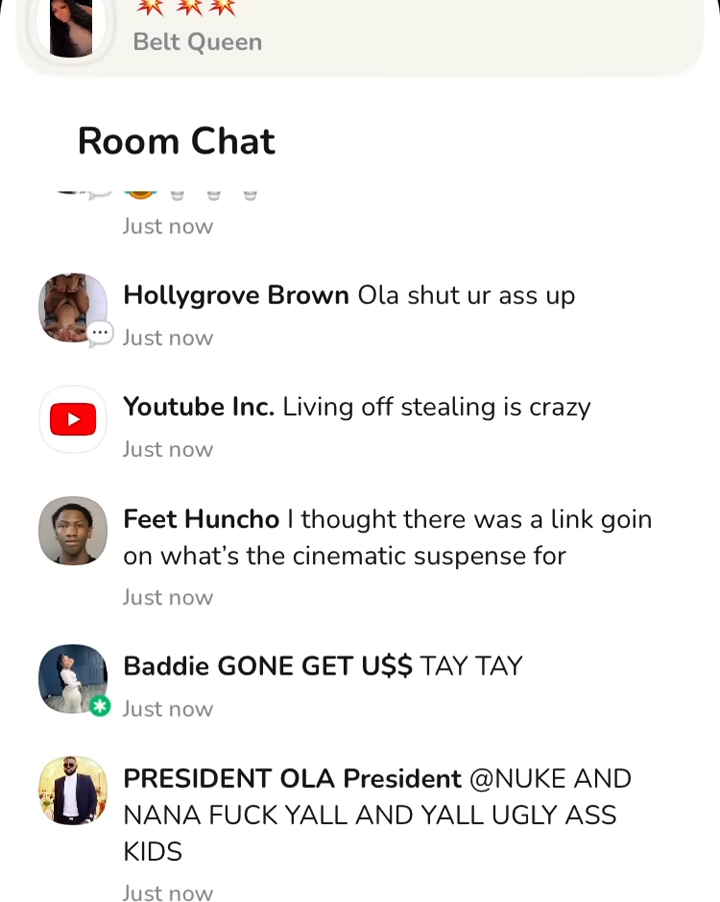 💥 💥💥
Belt Queen
Room Chat
Just now
Hollygrove Brown Ola shut ur ass up
Just now
Youtube Inc. Living off stealing is crazy
Just now
Feet Huncho I thought there was a link goin
on what's the cinematic suspense for
Just now
Baddie GONE GET U$$ TAY TAY
Just now
PRESIDENT OLA President @NUKE AND
NANA FUCK YALL AND YALL UGLY ASS
KIDS
Just now